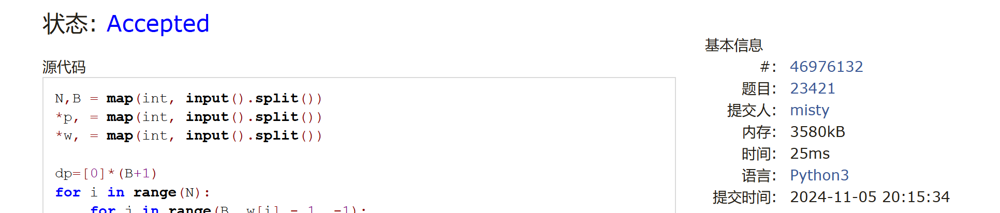 状态: Accepted
源代码
N,B = map(int, input().split())
*p, = map(int, input().split())
*w, = map(int, input().split())
dp=[0]*(B+1)
for i in range(N):
for j in range(B, w[i] - 1, -1):
基本信息
#: 46976132
题目: 23421
提交人: misty
内存: 3580kB
时间: 25ms
语言: Python3
提交时间: 2024-11-05 20:15:34